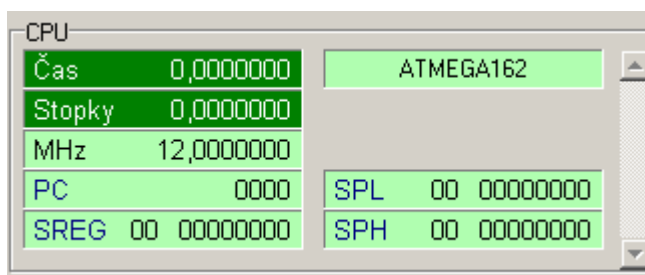 CPU
Čas 0,0000000 ATMEGA162
Stopky 0,0000000
MHz 12,0000000
PC 0000 SPL 00 00000000
SREG 00 00000000 SPH 00 00000000